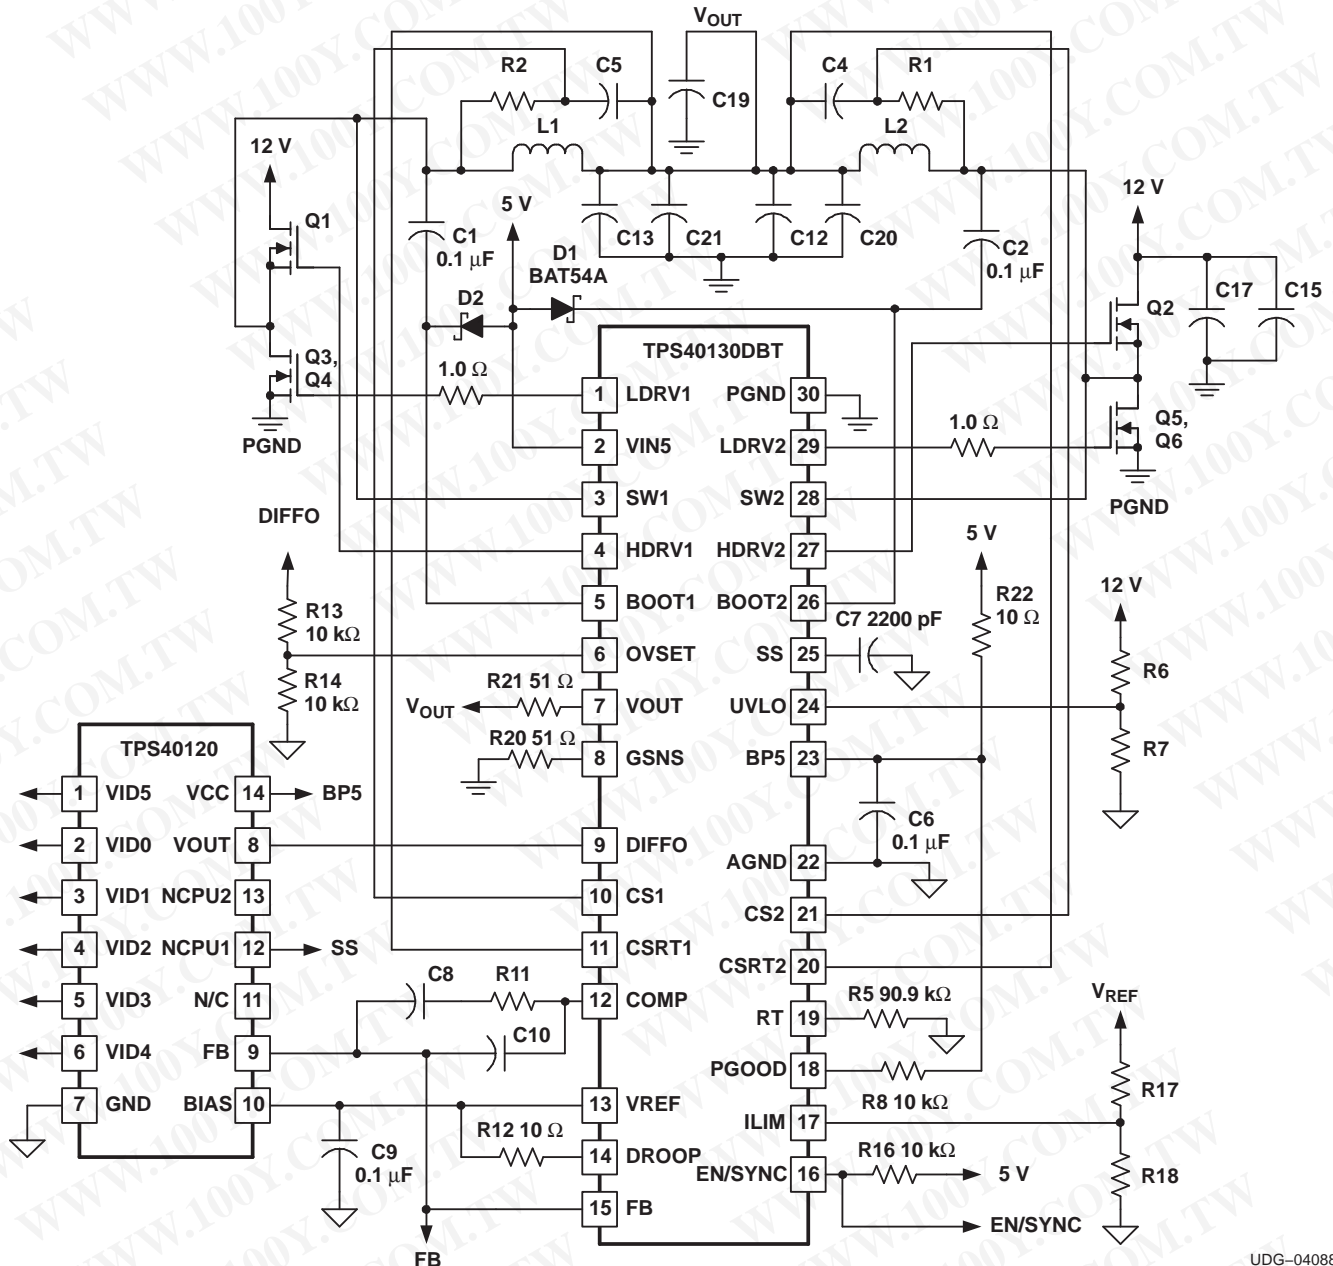 V_OUT
R2
C5
C4
R1
C19
L1
L2
12 V
5 V
12 V
Q1
C1
0.1 μF
D1
BAT54A
C13
C21
C12
C20
C2
0.1 μF
C17
C15
D2
Q2
TPS40130DBT
Q3,
Q4
1.0 Ω
1 LDRV1
PGND 30
PGND
2 VIN5
LDRV2 29
1.0 Ω
Q5,
Q6
PGND
3 SW1
SW2 28
DIFFO
4 HDRV1
HDRV2 27
5 V
5 BOOT1
BOOT2 26
R22
10 Ω
12 V
R13
10 kΩ
C7 2200 pF
6 OVSET
SS 25
R14
10 kΩ
R6
V_OUT
R21 51 Ω
7 VOUT
UVLO 24
R20 51 Ω
8 GSNS
BP5 23
R7
TPS40120
1 VID5
VCC 14
BP5
C6
0.1 μF
2 VID0
VOUT 8
9 DIFFO
AGND 22
3 VID1
NCPU2 13
10 CS1
CS2 21
4 VID2
NCPU1 12
SS
11 CSRT1
CSRT2 20
C8
R11
5 VID3
N/C 11
12 COMP
RT 19
R5 90.9 kΩ
V_REF
C10
6 VID4
FB 9
PGOOD 18
R17
R8 10 kΩ
7 GND
BIAS 10
13 VREF
ILIM 17
C9
0.1 μF
R12 10 Ω
14 DROOP
EN/SYNC 16
R16 10 kΩ
5 V
R18
15 FB
EN/SYNC
FB
UDG–04088
WWW.100Y.COM.TW